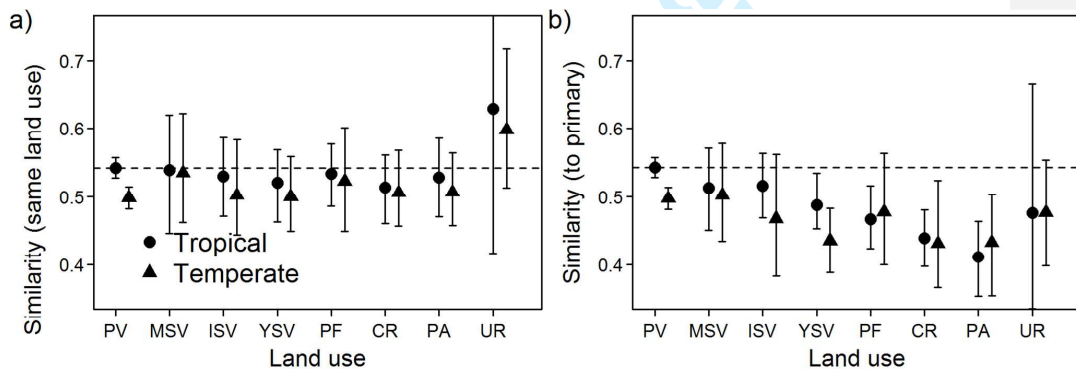 a)
Similarity (same land use)
0.7
0.6
0.5
0.4
Tropical
Temperate
PV MSV ISV YSV PF CR PA UR
Land use
b)
Similarity (to primary)
0.7
0.6
0.5
0.4
PV MSV ISV YSV PF CR PA UR
Land use